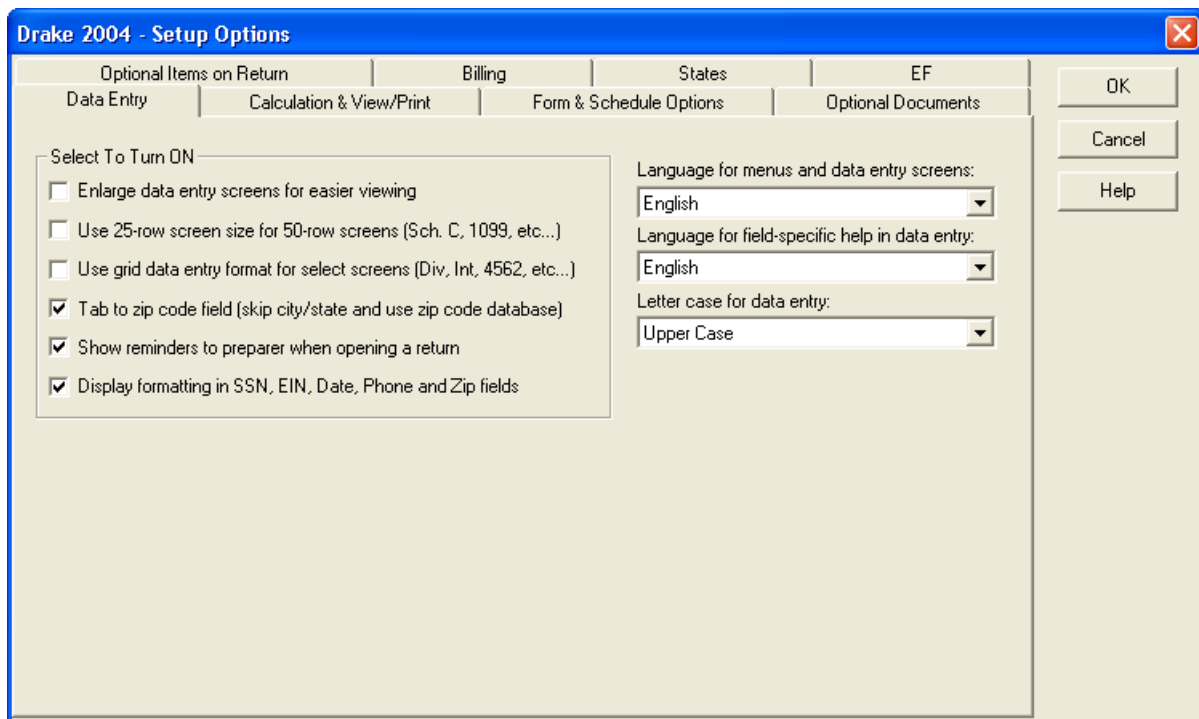 Drake 2004 - Setup Options
Optional Items on Return
Billing
States
EF
Data Entry
Calculation & View/Print
Form & Schedule Options
Optional Documents
OK
Cancel
Help
Select To Turn ON
Enlarge data entry screens for easier viewing
Use 25-row screen size for 50-row screens (Sch. C, 1099, etc...)
Use grid data entry format for select screens (Div, Int, 4562, etc...)
Tab to zip code field (skip city/state and use zip code database)
Show reminders to preparer when opening a return
Display formatting in SSN, EIN, Date, Phone and Zip fields
Language for menus and data entry screens:
English
Language for field-specific help in data entry:
English
Letter case for data entry:
Upper Case